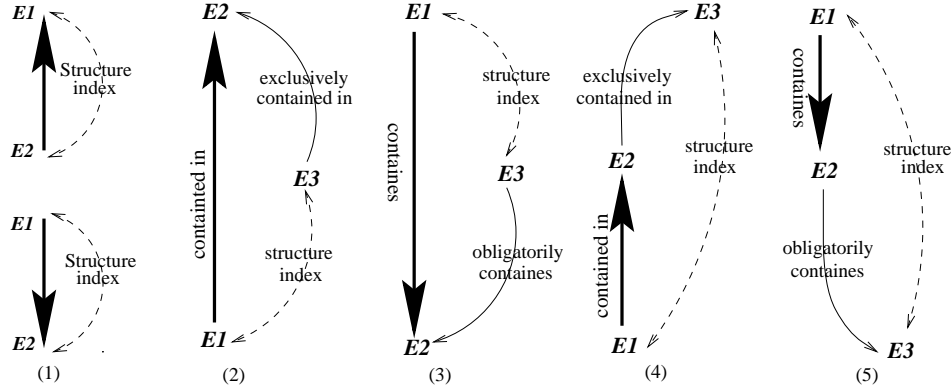 E1
Structure
index
E2
E1
Structure
index
E2
(1)
E2
exclusively
contained in
containted in
E3
structure
index
E1
(2)
E1
structure
index
containes
E3
obligatorily
containes
E2
(3)
E3
exclusively
contained in
structure
index
E2
contained in
E1
(4)
E1
containes
structure
index
E2
obligatorily
containes
E3
(5)